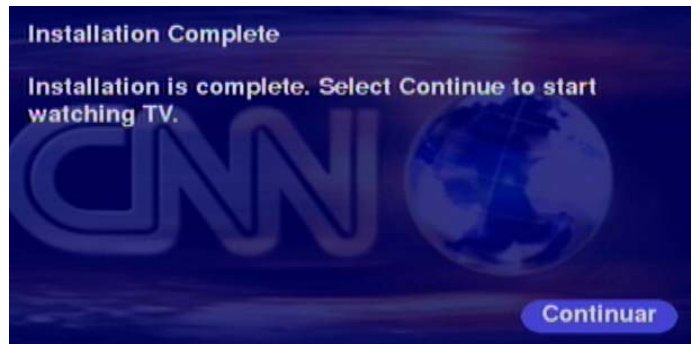 Installation Complete
Installation is complete. Select Continue to start
watching TV.
CNN
Continuar